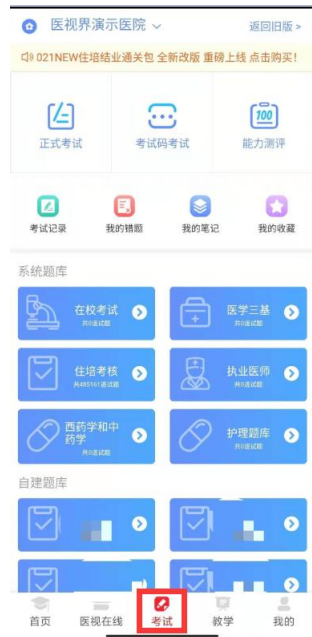 医视界演示医院
返回旧版 >
021NEW住培结业通关包 全新改版 重磅上线 点击购买!
正式考试
考试码考试
100
能力测评
考试记录
我的错题
我的笔记
我的收藏
系统题库
在校考试
共0道试题
医学三基
共0道试题
住培考核
共485161道试题
执业医师
共0道试题
西药学和中
药学
共0道试题
护理题库
共0道试题
自建题库
首页
医视在线
考试
教学
我的